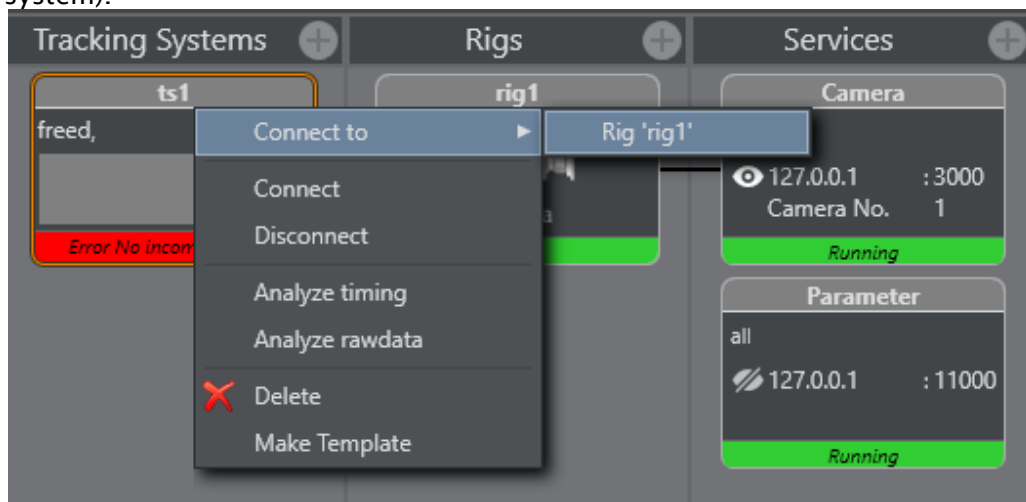 system).
Tracking Systems
Rigs
Services
ts1
freed,
Error No incom
Connect to
Rig 'rig1'
Connect
Disconnect
Analyze timing
Analyze rawdata
Delete
Make Template
rig1
a
Camera
127.0.0.1 : 3000
Camera No. 1
Running
Parameter
all
127.0.0.1 : 11000
Running